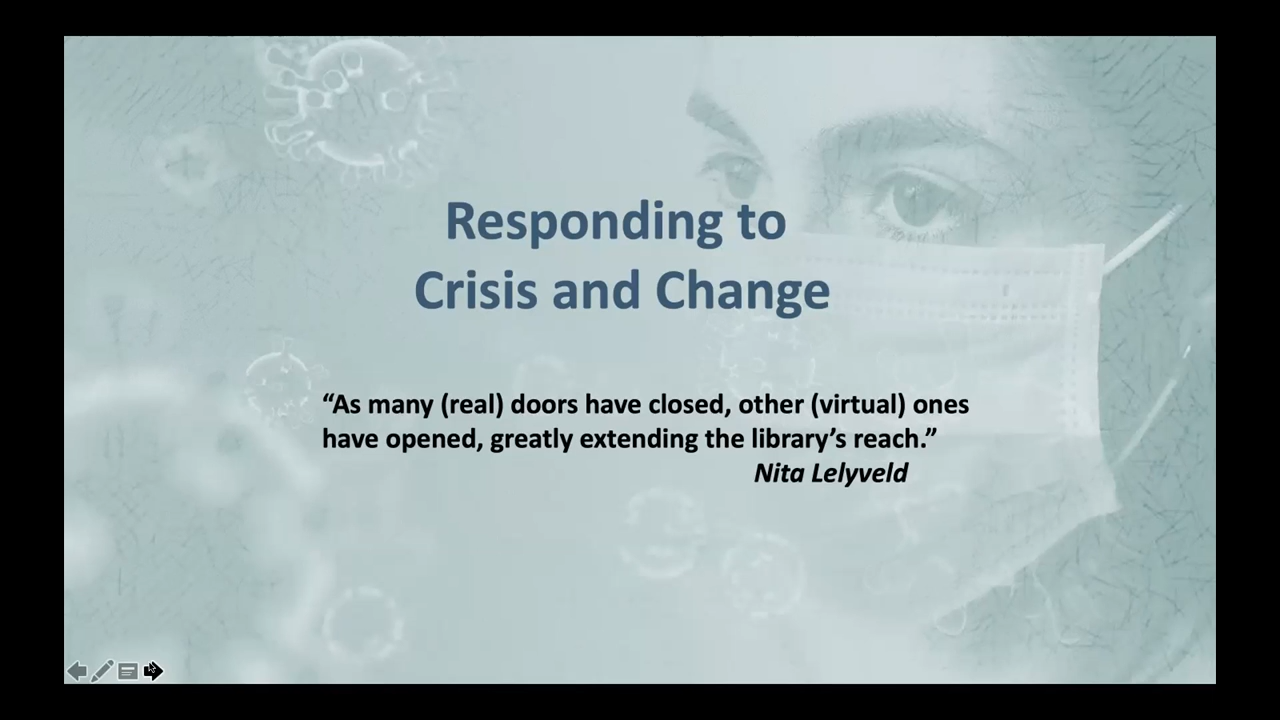 Responding to
Crisis and Change
“As many (real) doors have closed, other (virtual) ones
have opened, greatly extending the library’s reach.”
Nita Lelyveld